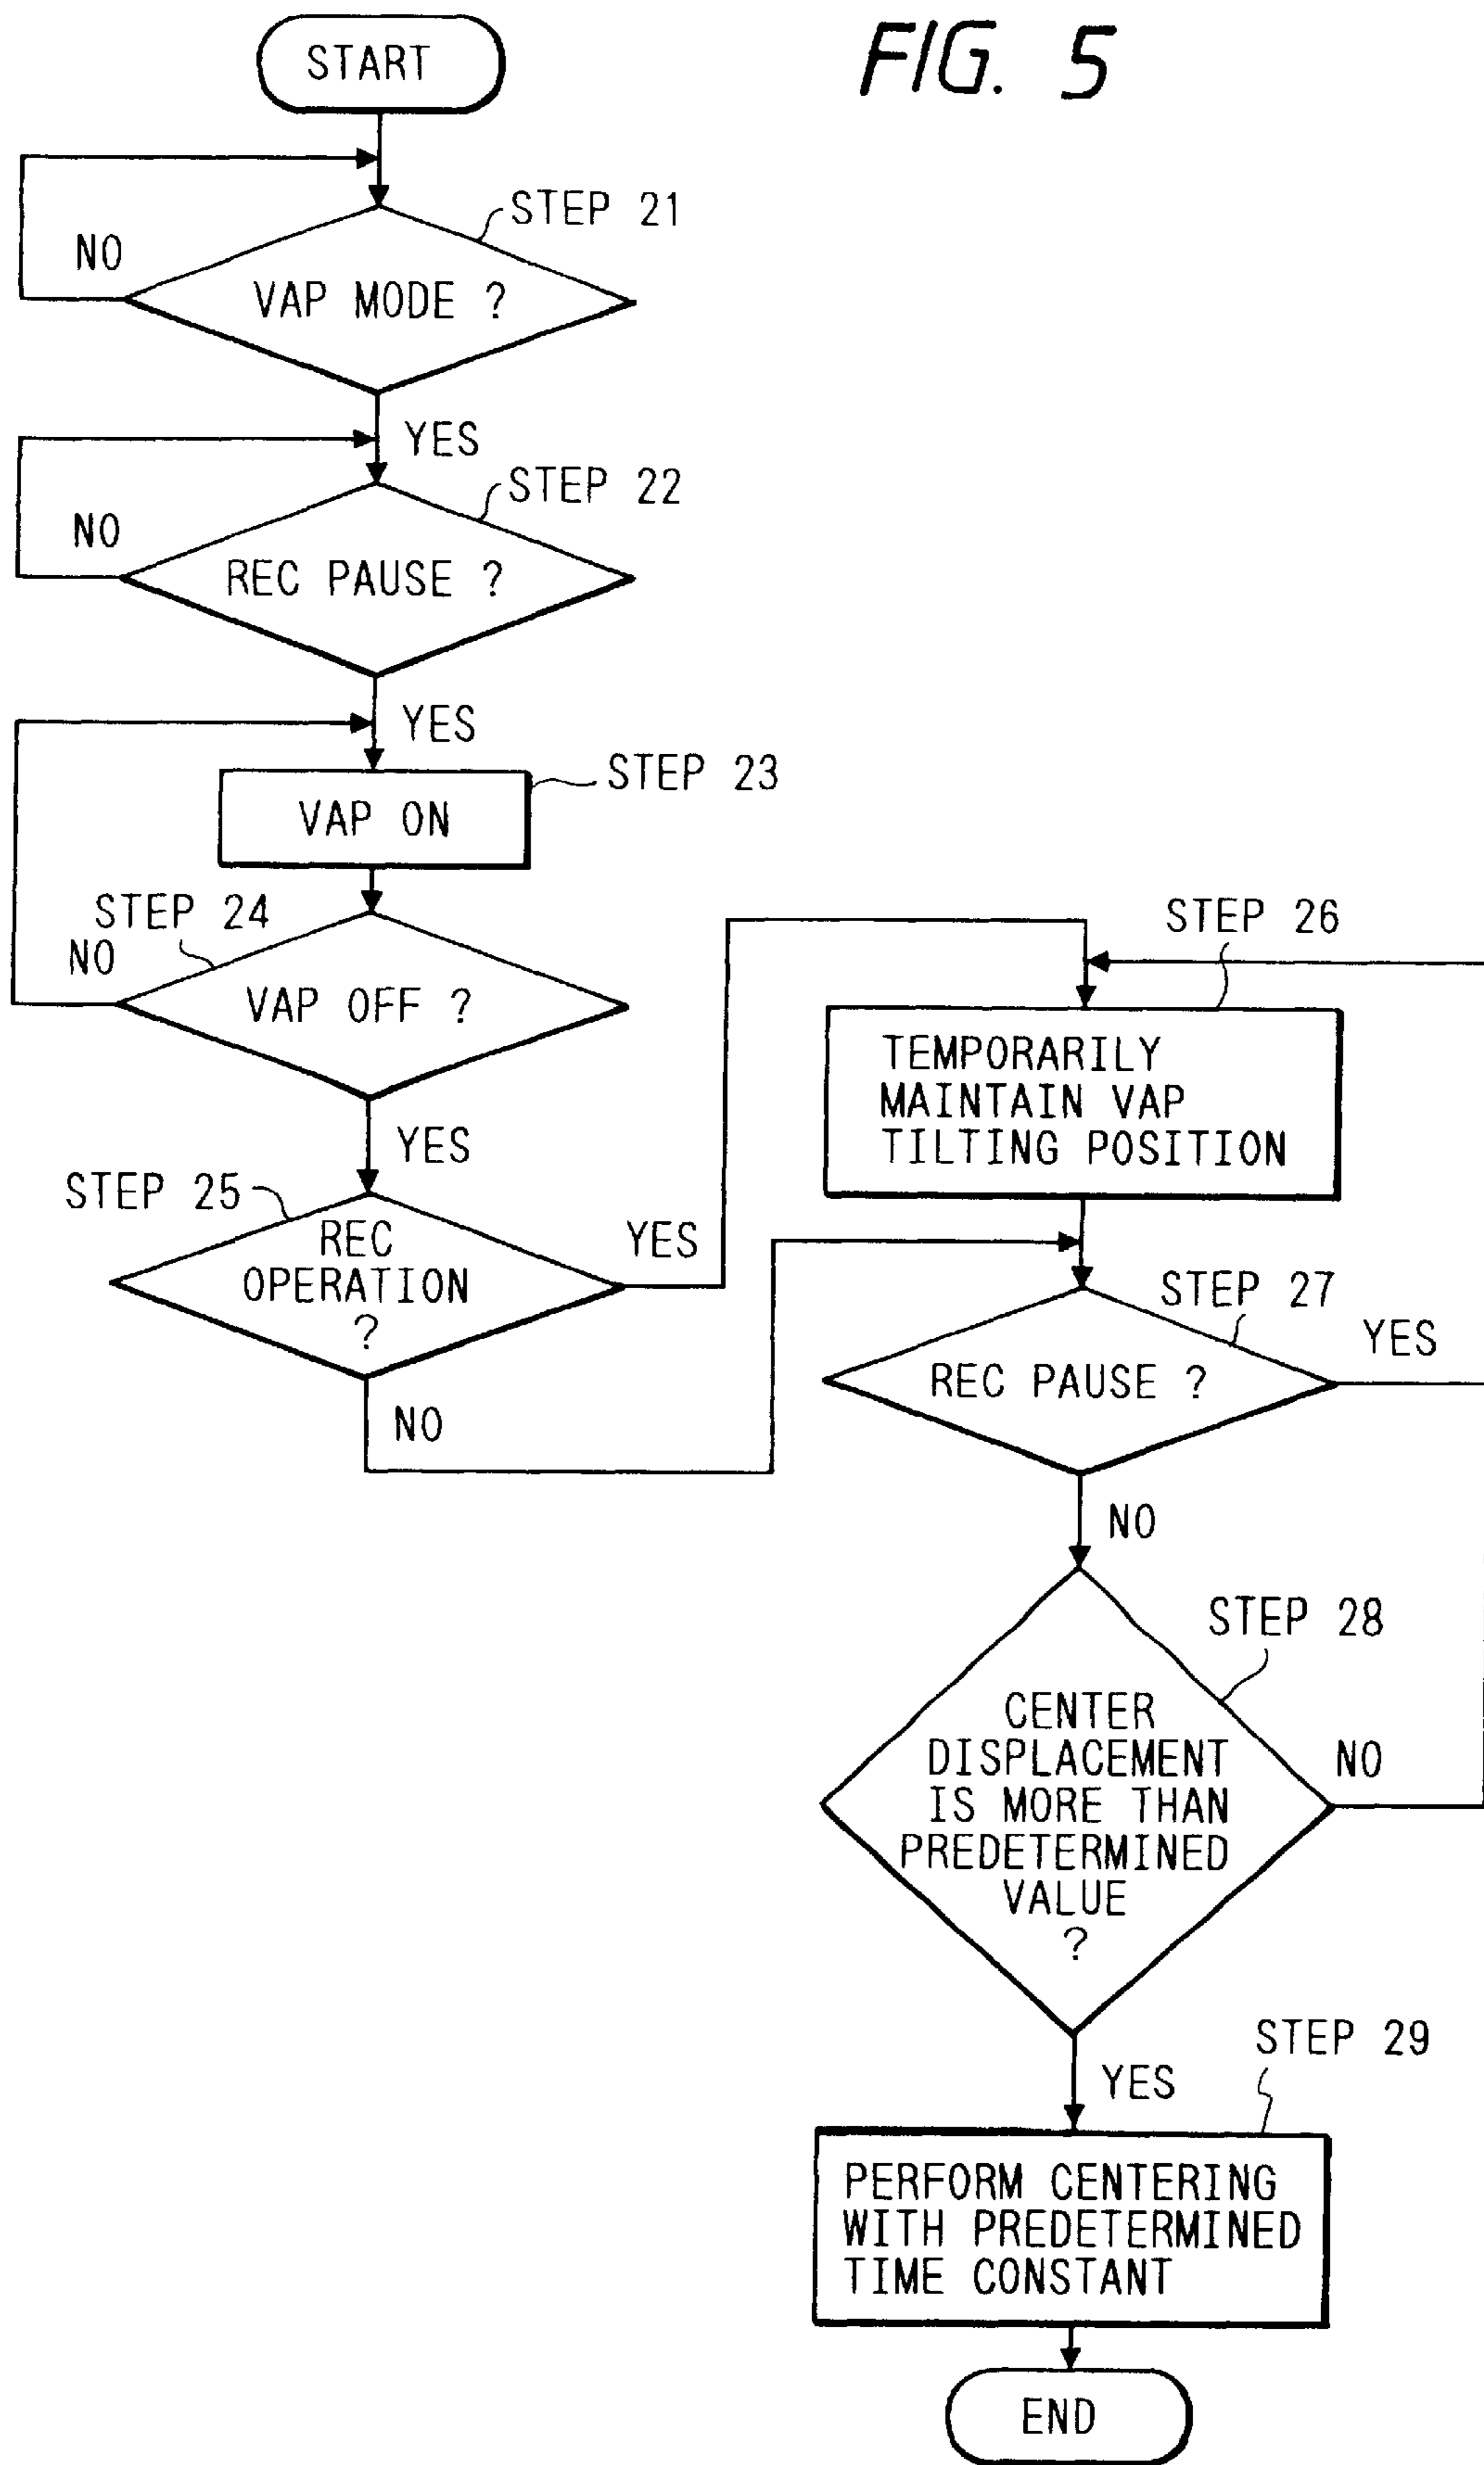 FIG. 5
START
STEP 21
NO
VAP MODE ?
YES
STEP 22
NO
REC PAUSE ?
YES
STEP 23
VAP ON
STEP 24
NO
VAP OFF ?
YES
STEP 25
REC
OPERATION
?
YES
NO
STEP 26
TEMPORARILY
MAINTAIN VAP
TILTING POSITION
STEP 27
YES
REC PAUSE ?
NO
STEP 28
CENTER
DISPLACEMENT
IS MORE THAN
PREDETERMINED
VALUE
?
NO
YES
STEP 29
PERFORM CENTERING
WITH PREDETERMINED
TIME CONSTANT
END